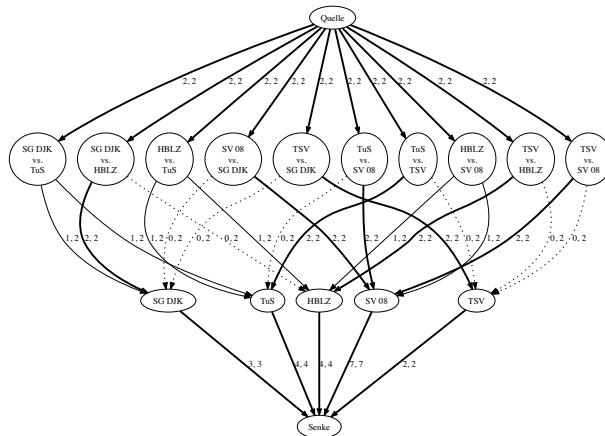 Quelle
2, 2 2, 2 2, 2 2, 2 2, 2 2, 2 2, 2 2, 2 2, 2 2, 2
SG DJK
vs.
TuS
SG DJK
vs.
HBLZ
HBLZ
vs.
TuS
SV 08
vs.
SG DJK
TSV
vs.
SG DJK
TuS
vs.
SV 08
TuS
vs.
TSV
HBLZ
vs.
SV 08
TSV
vs.
HBLZ
TSV
vs.
SV 08
1, 2 2, 2 1, 2 1, 2 0, 2 0, 2 0, 2 1, 2 0, 2 2, 2 2, 2 2, 2 1, 2 2, 2 2, 2 0, 2 1, 2 2, 2 0, 2 0, 2
SG DJK
TuS
HBLZ
SV 08
TSV
3, 3 4, 4 4, 4 7, 7 2, 2
Senke